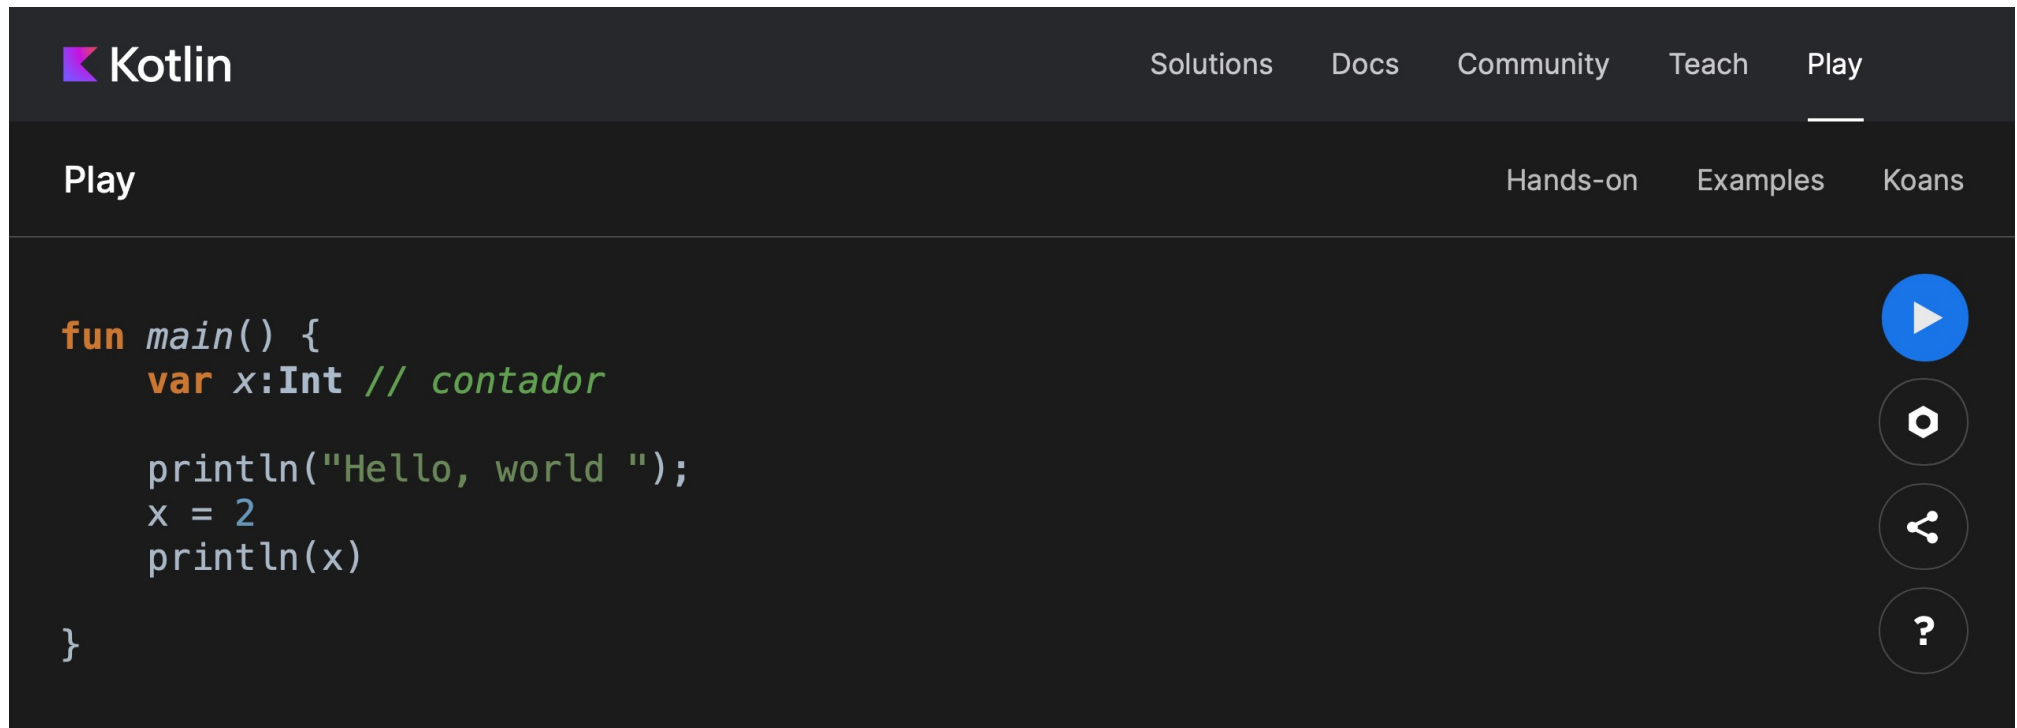 Kotlin Solutions Docs Community Teach Play
Play Hands-on Examples Koans
fun main() {
    var x:Int // contador
    println("Hello, world ");
    x = 2
    println(x)
}
?